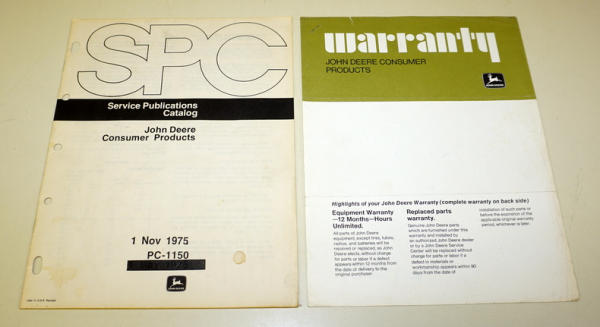 SPC
Service Publications
Catalog
John Deere
Consumer Products
1 Nov 1975
PC-1150
JOHN DEERE
warranty
JOHN DEERE CONSUMER
PRODUCTS
JOHN DEERE
Highlights of your John Deere Warranty (complete warranty on back side)
Equipment Warranty
—12 Months—Hours
Unlimited.
All parts of John Deere
equipment, except tires, tubes,
radios, and batteries will be
repaired or replaced, as John
Deere elects, without charge
for parts or labor if a defect
appears within 12 months from
the date of delivery to the
original purchaser.
Replaced parts
warranty.
Genuine John Deere parts
which are furnished under this
warranty and installed by
an authorized John Deere dealer
or by a John Deere Service
Center will be replaced without
charge for parts or labor if a
defect in materials or
workmanship appears within 90
days from the date of
installation of such parts or
before the expiration of the
applicable original warranty
period, whichever is later.